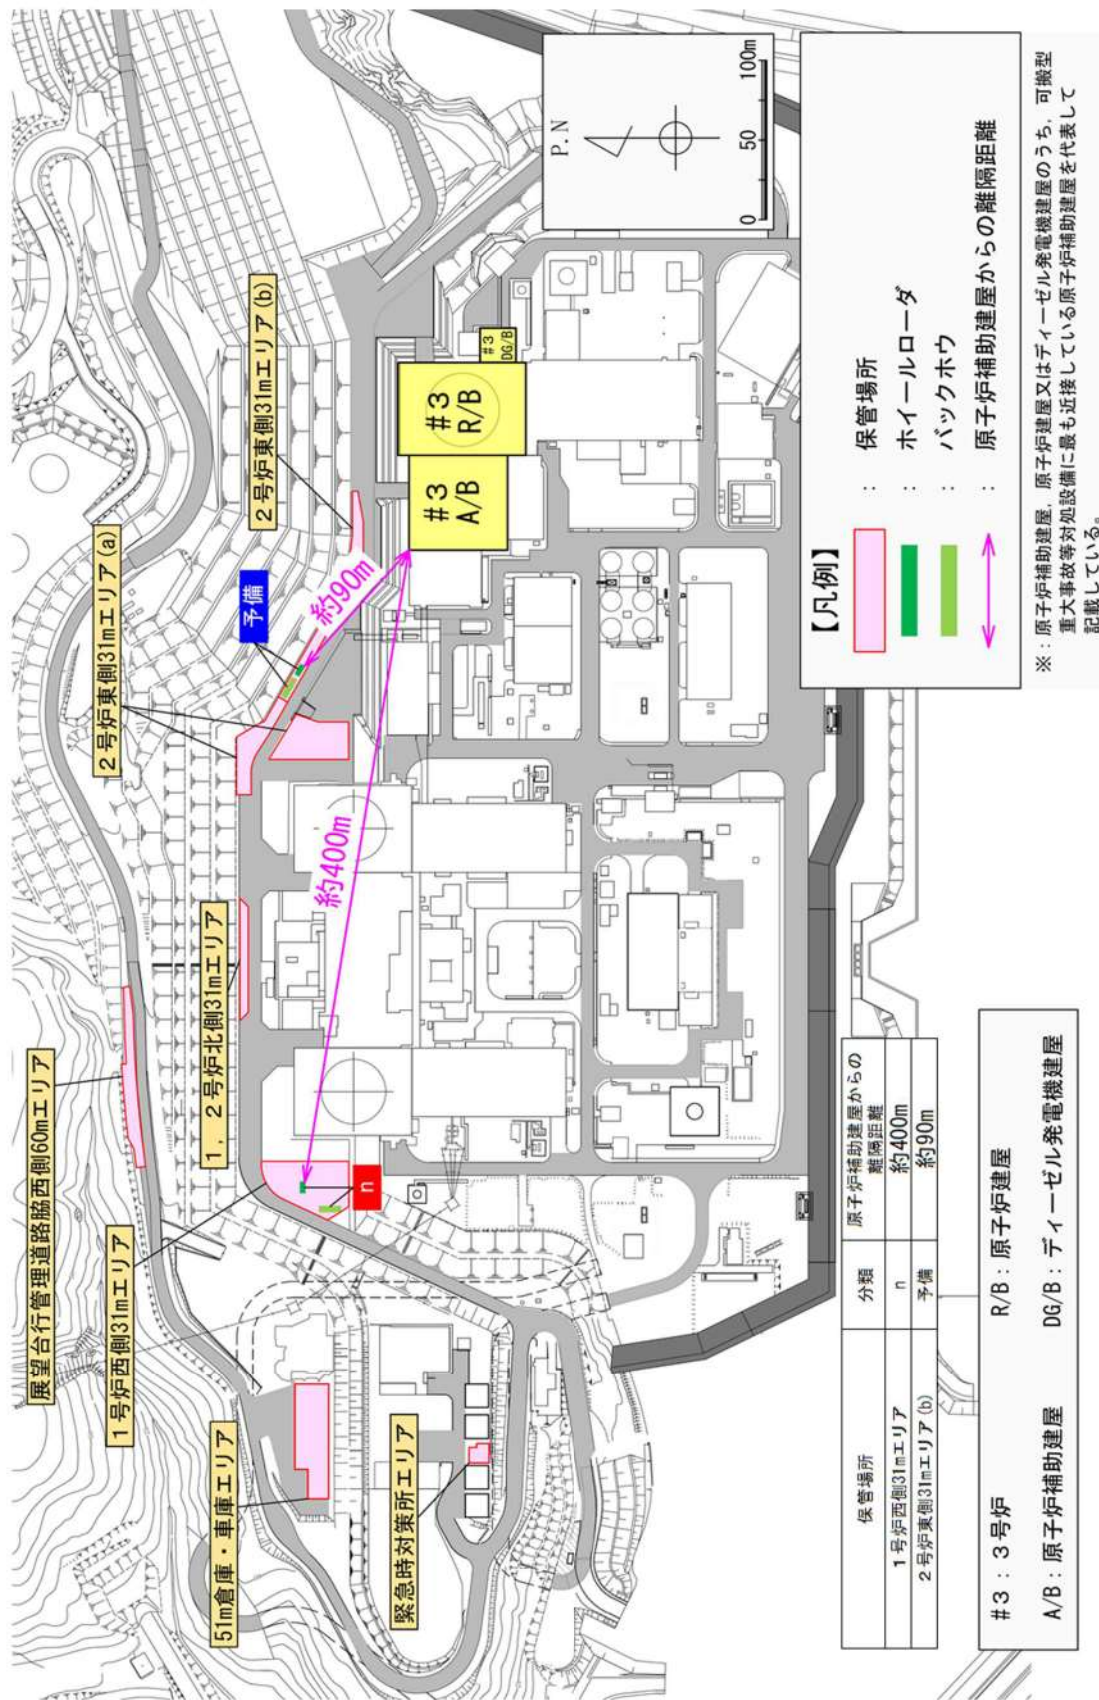 展望台行管理道路脇西側60mエリア
1号炉西側31mエリア
51m倉庫・車庫エリア
緊急時対策所エリア
1，2号炉北側31mエリア
2号炉東側31mエリア(a)
2号炉東側31mエリア(b)
予備
n
約90m
約400m
#3
A/B
#3
R/B
#3
DG/B
P.N
0 50 100m
【凡例】
： 保管場所
： ホイールローダ
： バックホウ
： 原子炉補助建屋からの離隔距離
※：原子炉補助建屋，原子炉建屋又はディーゼル発電機建屋のうち，可搬型
重大事故等対処設備に最も近接している原子炉補助建屋を代表して
記載している。
保管場所 分類 原子炉補助建屋からの
離隔距離
1号炉西側31mエリア n 約400m
2号炉東側31mエリア(b) 予備 約90m
#3：3号炉 R/B：原子炉建屋
A/B：原子炉補助建屋 DG/B：ディーゼル発電機建屋